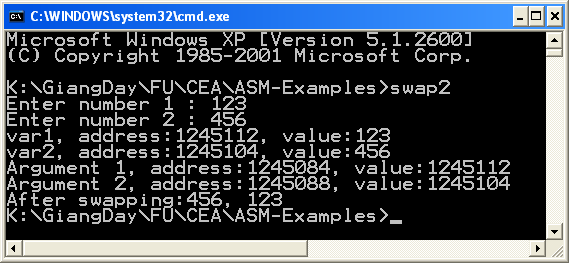 C:\WINDOWS\system32\cmd.exe
Microsoft Windows XP [Version 5.1.2600]
(C) Copyright 1985-2001 Microsoft Corp.
K:\GiangDay\FU\CEA\ASM-Examples>swap2
Enter number 1 : 123
Enter number 2 : 456
var1, address:1245112, value:123
var2, address:1245104, value:456
Argument 1, address:1245084, value:1245112
Argument 2, address:1245088, value:1245104
After swapping:456, 123
K:\GiangDay\FU\CEA\ASM-Examples>_